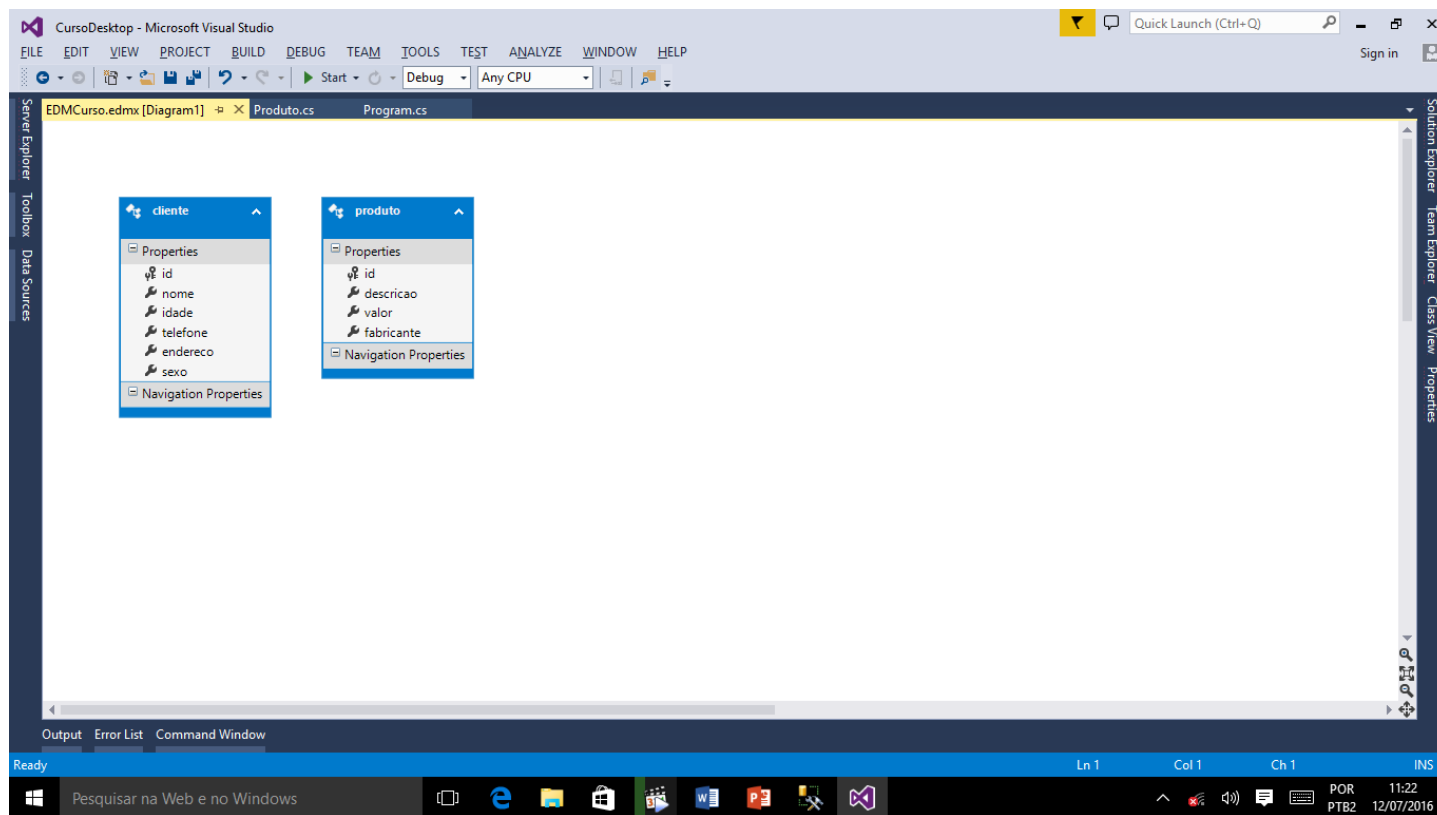 CursoDesktop - Microsoft Visual Studio
Quick Launch (Ctrl+Q)
FILE EDIT VIEW PROJECT BUILD DEBUG TEAM TOOLS TEST ANALYZE WINDOW HELP
Sign in
Start Debug Any CPU
EDMCurso.edmx [Diagram1] Produto.cs Program.cs
Server Explorer
Toolbox
Data Sources
cliente
Properties
id
nome
idade
telefone
endereco
sexo
Navigation Properties
produto
Properties
id
descricao
valor
fabricante
Navigation Properties
Solution Explorer
Team Explorer
Class View
Properties
Output Error List Command Window
Ready Ln 1 Col 1 Ch 1 INS
Pesquisar na Web e no Windows
POR
PTB2
11:22
12/07/2016